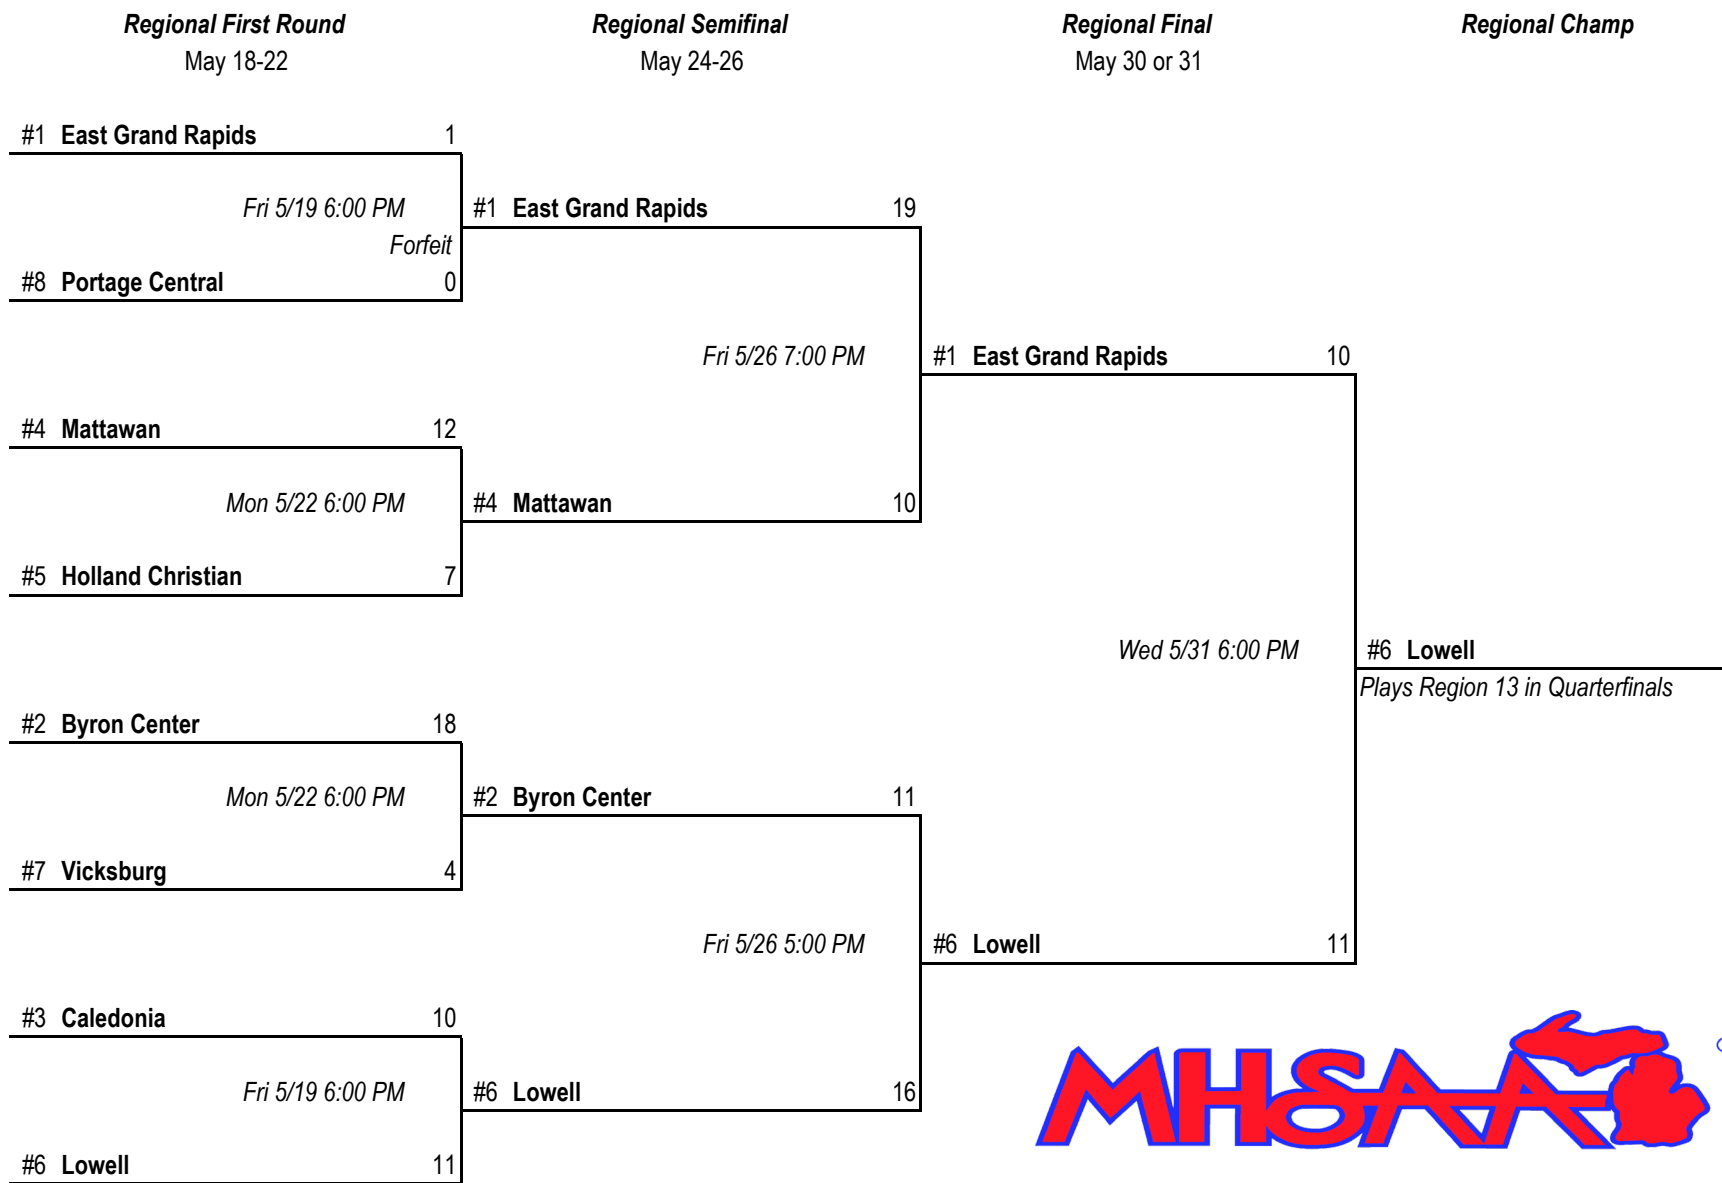 Regional First Round Regional Semifinal Regional Final Regional Champ
May 18-22 May 24-26 May 30 or 31
#1 East Grand Rapids 1
Fri 5/19 6:00 PM #1 East Grand Rapids 19
Forfeit
#8 Portage Central 0
Fri 5/26 7:00 PM #1 East Grand Rapids 10
#4 Mattawan 12
Mon 5/22 6:00 PM #4 Mattawan 10
#5 Holland Christian 7
Wed 5/31 6:00 PM #6 Lowell
Plays Region 13 in Quarterfinals
#2 Byron Center 18
Mon 5/22 6:00 PM #2 Byron Center 11
#7 Vicksburg 4
Fri 5/26 5:00 PM #6 Lowell 11
#3 Caledonia 10
MHSAA
Fri 5/19 6:00 PM #6 Lowell 16
#6 Lowell 11